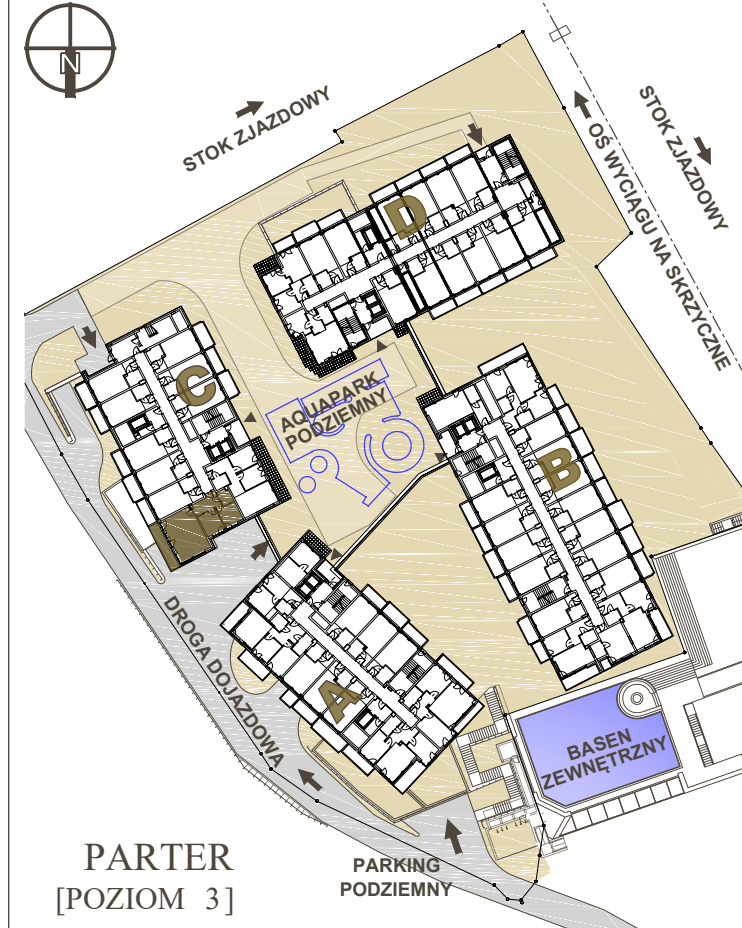 N
STOK ZJAZDOWY
STOK ZJAZDOWY
OŚ WYCIĄGU NA SKRZYCZNE
D
C
AQUAPARK
PODZIEMNY
B
DROGA DOJAZDOWA
A
BASEN
ZEWNĘTRZNY
PARTER
[POZIOM 3]
PARKING
PODZIEMNY